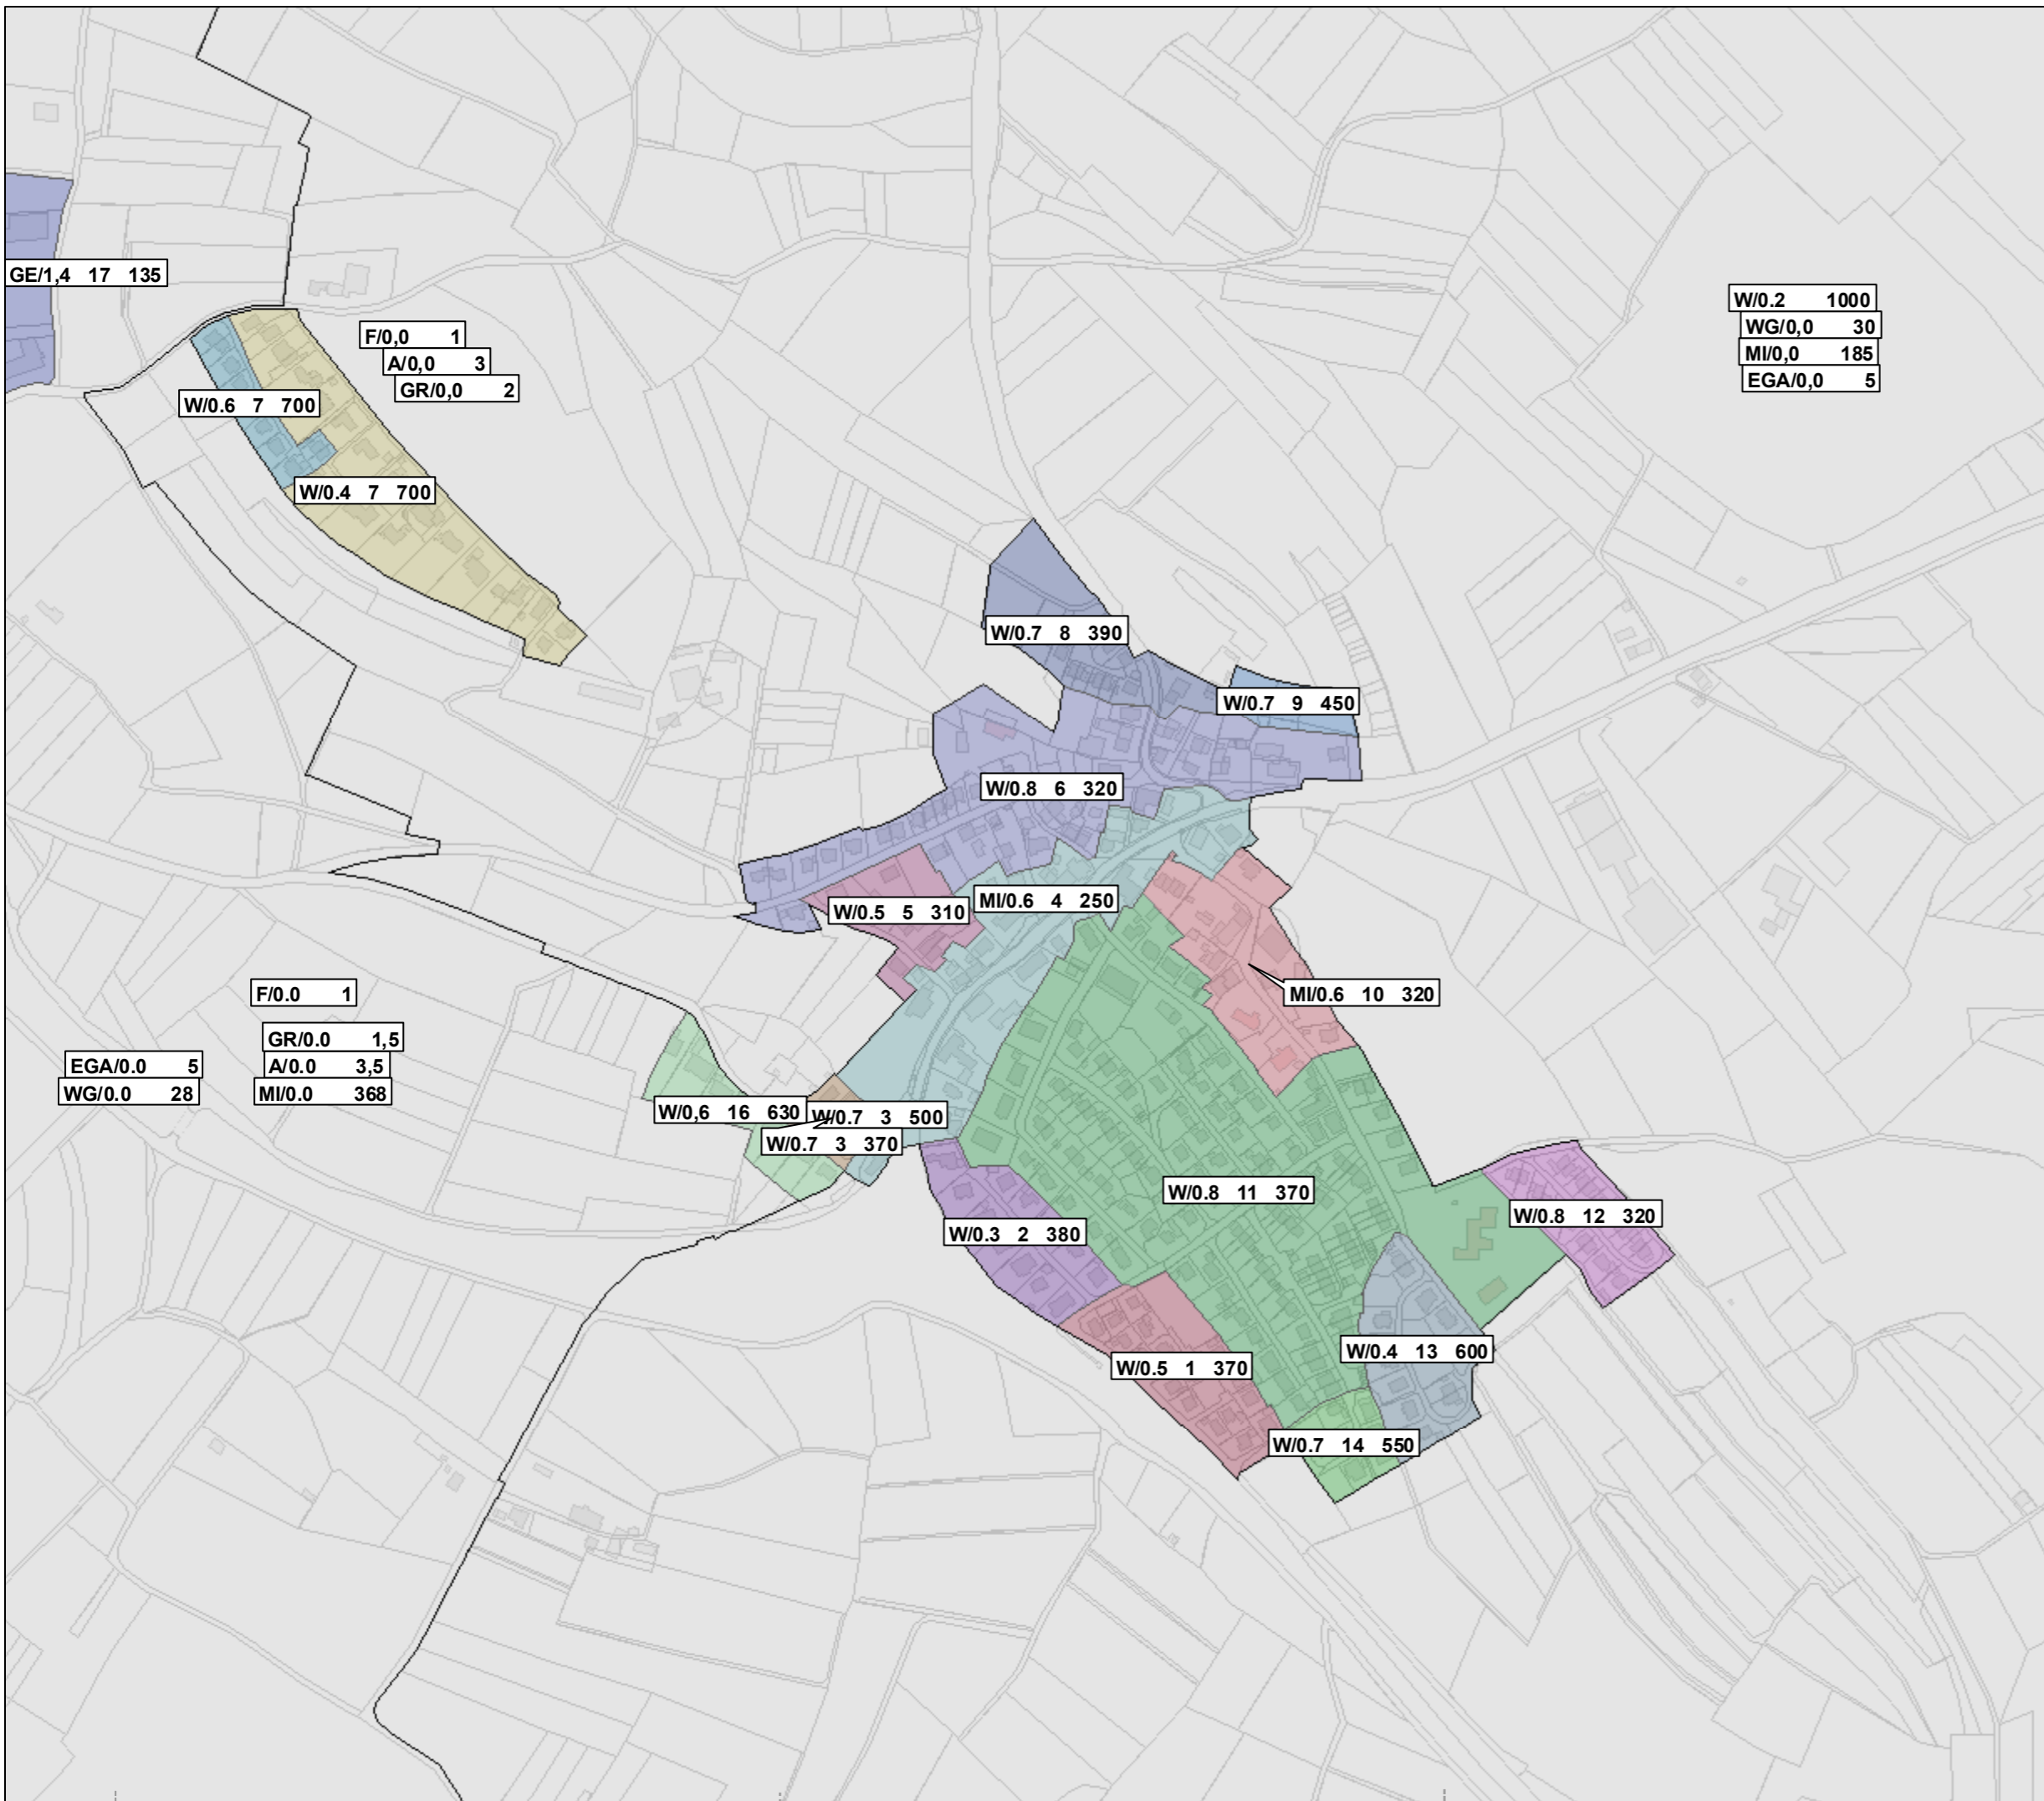 GE/1,4 17 135
W/0.2 1000
WG/0,0 30
MI/0,0 185
EGA/0,0 5
F/0,0 1
A/0,0 3
GR/0,0 2
W/0.6 7 700
W/0.4 7 700
W/0.7 8 390
W/0.7 9 450
W/0.8 6 320
MI/0.6 4 250
W/0.5 5 310
MI/0.6 10 320
F/0.0 1
GR/0.0 1,5
EGA/0.0 5
A/0.0 3,5
WG/0.0 28
MI/0.0 368
W/0,6 16 630
W/0.7 3 500
W/0.7 3 370
W/0.8 11 370
W/0.8 12 320
W/0.3 2 380
W/0.4 13 600
W/0.5 1 370
W/0.7 14 550